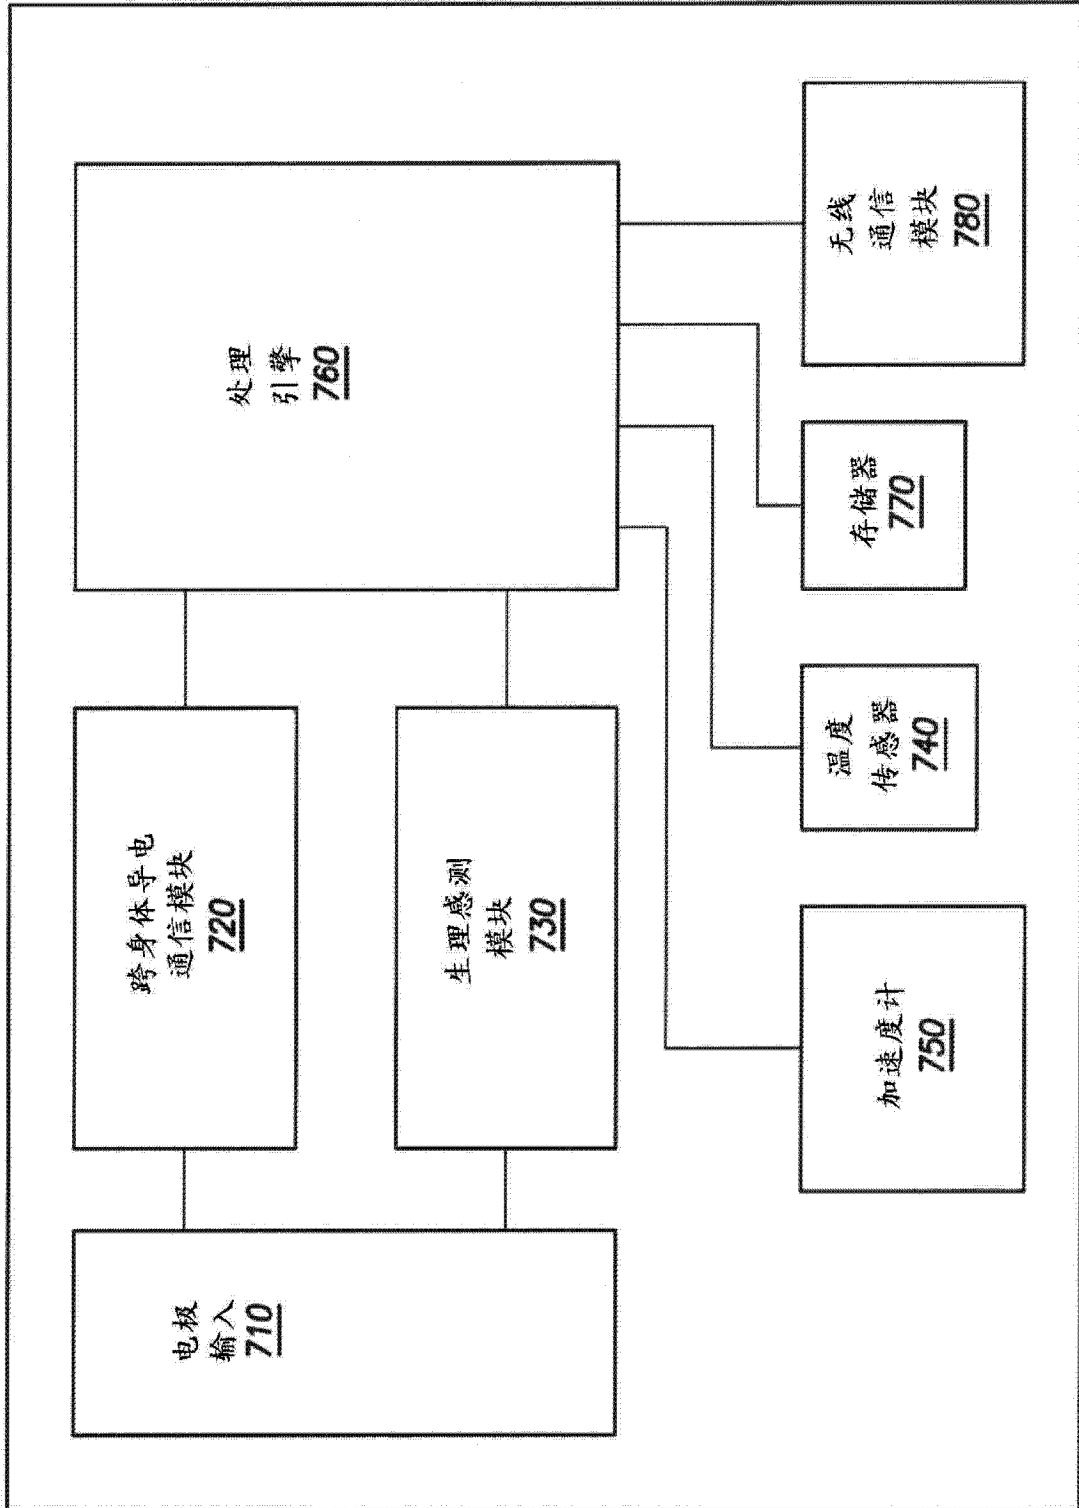 电极
输入
710
跨身体导电
通信模块
720
生理感测
模块
730
处理
引擎
760
加速度计
750
温度
传感器
740
存储器
770
无线
通信
模块
780